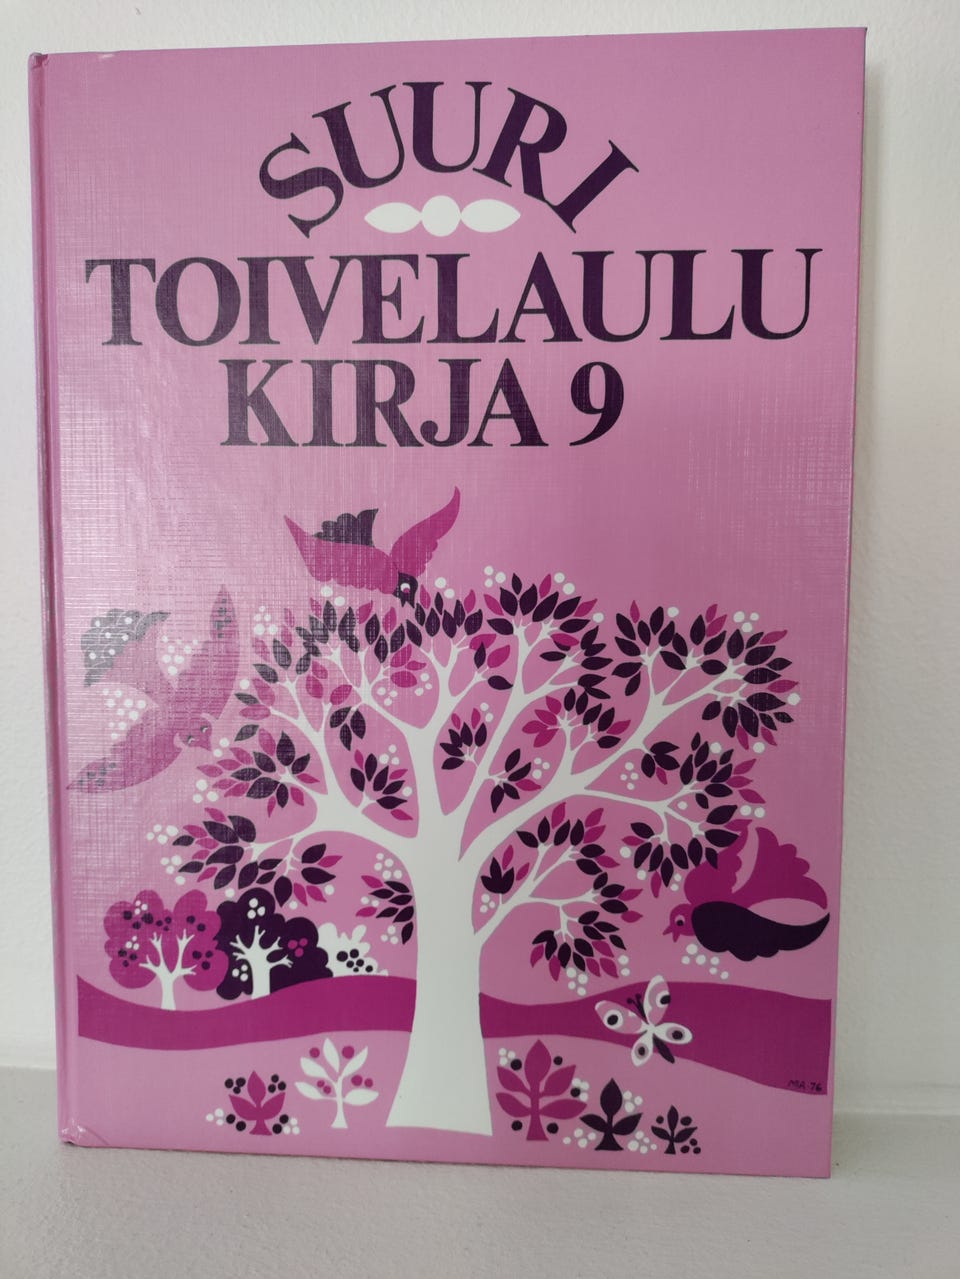 SUURI
TOIVELAULU
KIRJA 9
MA-76